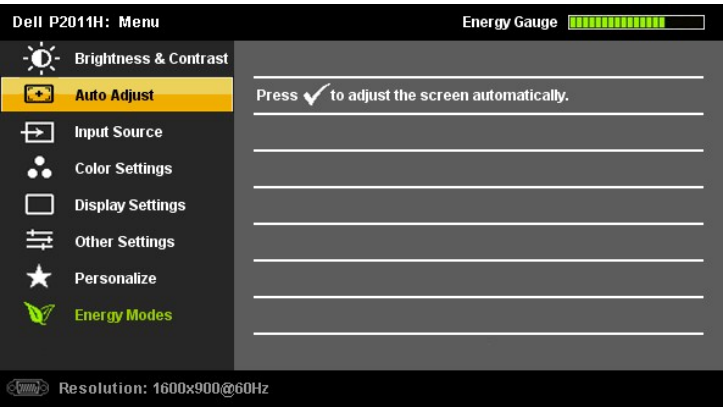 Dell P2011H: Menu
Energy Gauge
Brightness & Contrast
Auto Adjust
Press ✓ to adjust the screen automatically.
Input Source
Color Settings
Display Settings
Other Settings
Personalize
Energy Modes
Resolution: 1600x900@60Hz